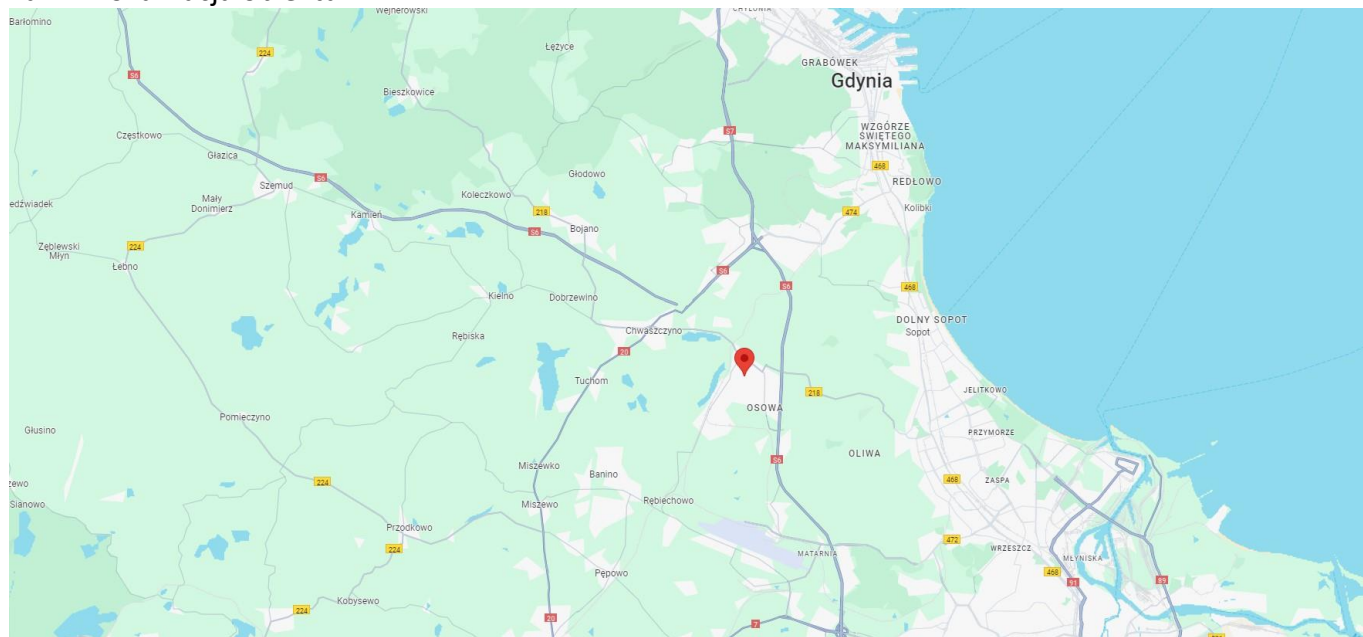 Wejherowski
Barłomino
224
Łężyce
GRABÓWEK
Gdynia
S6
Bieszkowice
WZGÓRZE
ŚWIĘTEGO
MAKSYMILIANA
S7
Częstkowo
468
Głazica
S6
Głodowo
REDŁOWO
Szemud
Koleczkowo
Mały
Donimierz
218
474
Kolibki
Kamień
Bojano
S6
224
Zęblewski
Młyn
Łebno
S6
S6
468
Kielno
Dobrzewino
DOLNY SOPOT
Sopot
Chwaszczyno
Rębiska
20
Tuchom
JELITKOWO
218
OSOWA
Pomieczyno
Głusino
PRZYMORZE
OLIWA
S6
Miszewko
Banino
224
468
ZASPA
Sianowo
Miszewo
Rębiechowo
Przodkowo
472
WRZESZCZ
224
MATARNIA
MŁYNISKA
468
Pępowo
91
89
Kobysewo
224
20
7